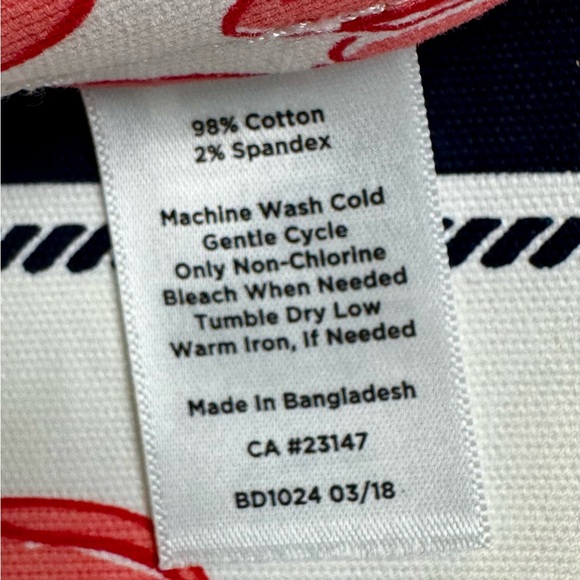 98% Cotton
2% Spandex
Machine Wash Cold
Gentle Cycle
Only Non-Chlorine
Bleach When Needed
Tumble Dry Low
Warm Iron, If Needed
Made In Bangladesh
CA #23147
BD1024 03/18